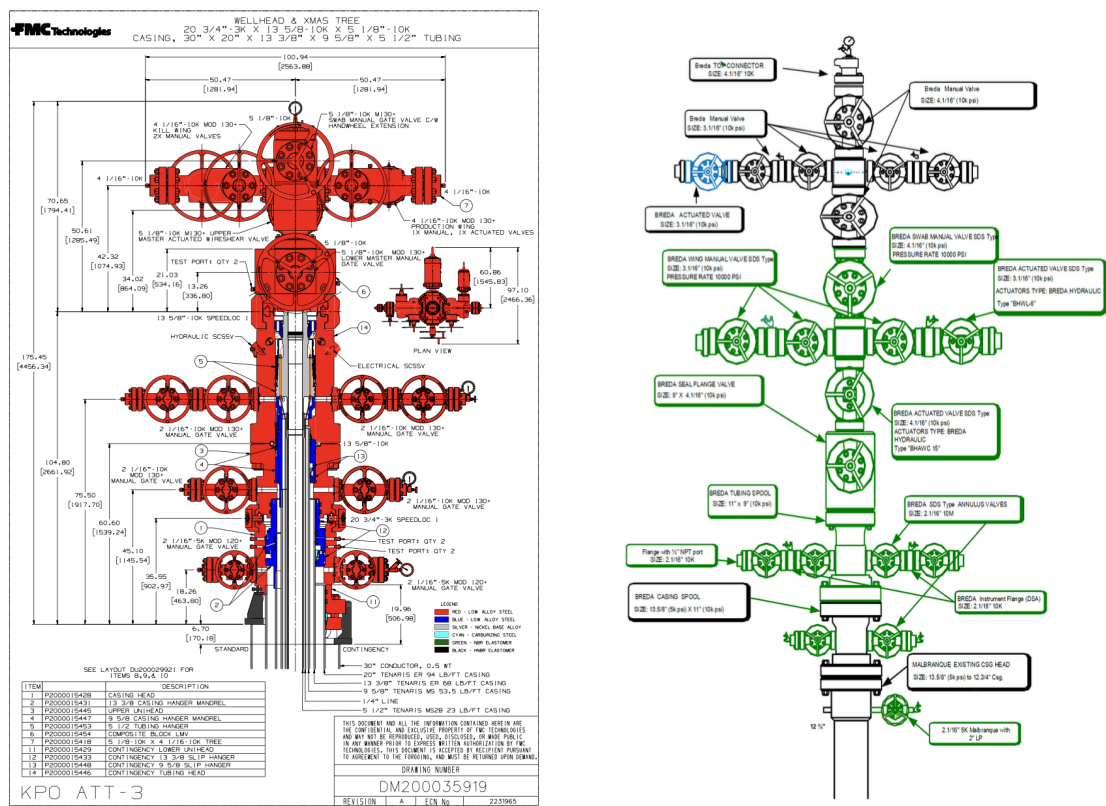 FMC Technologies
WELLHEAD & XMAS TREE
20 3/4"-3K X 13 5/8-10K X 5 1/8"-10K
CASING, 30" X 20" X 13 3/8" X 9 5/8" X 5 1/2" TUBING
100.94
[2563.88]
50.47
[1281.94]
50.47
[1281.94]
5 1/8"-10K
5 1/8"-10K M130+
SWAB MANUAL GATE VALVE C/W
HANDWHEEL EXTENSION
4 1/16"-10K MOD 130+
KILL WING
2X MANUAL VALVES
4 1/16"-10K
4 1/16"-10K
7
4 1/16"-10K MOD 130+
PRODUCTION WING
1X MANUAL, 1X ACTUATED VALVES
70.65
[1794.41]
50.61
[1285.49]
42.32
[1074.93]
34.02
[864.09]
21.03
[534.16]
13.26
[336.80]
5 1/8"-10K M130+ UPPER
MASTER ACTUATED WIRESHEAR VALVE
5 1/8"-10K
5 1/8"-10K MOD 130+
LOWER MASTER MANUAL
GATE VALVE
TEST PORT: QTY 2
6
60.86
[1545.83]
97.10
[2466.36]
13 5/8"-10K SPEEDLOC 1
14
HYDRAULIC SCSSV
PLAN VIEW
ELECTRICAL SCSSV
5
175.45
[4456.34]
2 1/16"-10K MOD 130+
MANUAL GATE VALVE
2 1/16"-10K MOD 130+
MANUAL GATE VALVE
3
13 5/8"-10K
4
13
104.80
[2661.92]
2 1/16"-10K
MOD 130+
MANUAL GATE VALVE
75.50
[1917.70]
2 1/16"-10K MOD 130+
MANUAL GATE VALVE
60.60
[1539.24]
20 3/4"-3K SPEEDLOC 1
1
12
45.10
[1145.54]
2 1/16"-5K MOD 120+
MANUAL GATE VALVE
TEST PORT: QTY 2
TEST PORT: QTY 2
35.55
[902.97]
18.26
[463.80]
2 1/16"-5K MOD 120+
MANUAL GATE VALVE
2
11
19.96
[506.98]
6.70
[170.18]
LEGEND
RED - LOW ALLOY STEEL
BLUE - LOW ALLOY STEEL
SILVER - NICKEL BASE ALLOY
CYAN - CARBURIZING STEEL
GREEN - NBR ELASTOMER
BLACK - HNBR ELASTOMER
STANDARD
CONTINGENCY
30" CONDUCTOR, 0.5 WT
20" TENARIS ER 94 LB/FT CASING
13 3/8" TENARIS ER 68 LB/FT CASING
9 5/8" TENARIS MS 53.5 LB/FT CASING
1/4" LINE
5 1/2" TENARIS MS28 23 LB/FT CASING
SEE LAYOUT DU200029921 FOR
ITEMS 8,9,& 10
ITEM DESCRIPTION
1 P2000015428 CASING HEAD
2 P2000015431 13 3/8 CASING HANGER MANDREL
3 P2000015445 UPPER UNIHEAD
4 P2000015447 9 5/8 CASING HANGER MANDREL
5 P2000015453 5 1/2 TUBING HANGER
6 P2000015454 COMPOSITE BLOCK LMV
7 P2000015418 5 1/8-10K X 4 1/16-10K TREE
11 P2000015429 CONTINGENCY LOWER UNIHEAD
12 P2000015433 CONTINGENCY 13 3/8 SLIP HANGER
13 P2000015448 CONTINGENCY 9 5/8 SLIP HANGER
14 P2000015446 CONTINGENCY TUBING HEAD
KPO ATT-3
THIS DOCUMENT AND ALL THE INFORMATION CONTAINED HEREIN ARE
THE CONFIDENTIAL AND EXCLUSIVE PROPERTY OF FMC TECHNOLOGIES
AND MAY NOT BE REPRODUCED, USED, DISCLOSED, OR MADE PUBLIC
IN ANY MANNER PRIOR TO EXPRESS WRITTEN AUTHORIZATION BY FMC
TECHNOLOGIES. THIS DOCUMENT IS ACCEPTED BY RECIPIENT PURSUANT
TO AGREEMENT TO THE FORGOING, AND MUST BE RETURNED UPON DEMAND.
DRAWING NUMBER
DM200035919
REVISION A ECN No 2231965
Breda TOP CONNECTOR
SIZE: 4.1/16" 10K
Breda Manual Valve
SIZE: 4.1/16" (10k psi)
Breda Manual Valve
SIZE: 3.1/16" (10k psi)
BREDA ACTUATED VALVE
SIZE: 3.1/16" (10k psi)
BREDA SWAB MANUAL VALVE SDS Type
SIZE: 4.1/16" (10k psi)
PRESSURE RATE 10000 PSI
BREDA WING MANUAL VALVE SDS Type
SIZE: 3.1/16" (10k psi)
PRESSURE RATE 10000 PSI
BREDA ACTUATED VALVE SDS Type
SIZE: 3.1/16" (10k psi)
ACTUATORS TYPE: BREDA HYDRAULIC
Type "BHWL-6"
BREDA SEAL FLANGE VALVE
SIZE: 9" X 4.1/16" (10k psi)
BREDA ACTUATED VALVE SDS Type
SIZE: 4.1/16" (10k psi)
ACTUATORS TYPE: BREDA
HYDRAULIC
Type "BHAWC 15"
BREDA TUBING SPOOL
SIZE: 11" x 9" (10k psi)
BREDA SDS Type ANNULUS VALVES
SIZE: 2.1/16" 10M
Flange with ½" NPT port
SIZE: 2.1/16" 10K
BREDA CASING SPOOL
SIZE: 13.5/8" (5k psi) X 11" (10k psi)
BREDA Instrument Flange (DSA)
SIZE: 2.1/16" 10K
MALBRANQUE EXISTING CSG HEAD
SIZE: 13.5/8" (5k psi) to 12.3/4" Csg.
12 ¾"
2.1/16" 5K Malbranque with
2" LP